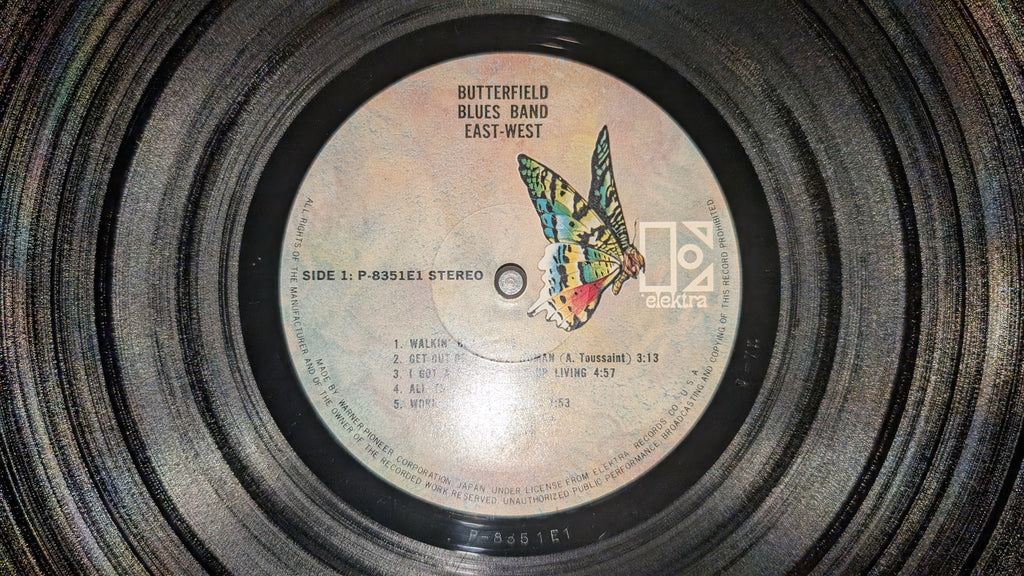 BUTTERFIELD
BLUES BAND
EAST-WEST
SIDE 1: P-8351E1 STEREO
elektra
1. WALKIN'
2. GET OUT WOMAN (A. Toussaint) 3:13
3. I GOT A UP LIVING 4:57
4. ALL
5. WORK :53
ALL RIGHTS OF THE MANUFACTURER AND OF THE OWNER OF THE RECORDED WORK RESERVED. UNAUTHORIZED PUBLIC PERFORMANCE, BROADCASTING AND COPYING OF THIS RECORD PROHIBITED
MADE BY WARNER PIONEER CORPORATION, JAPAN UNDER LICENSE FROM ELEKTRA RECORDS CO., U.S.A
P-8351E1